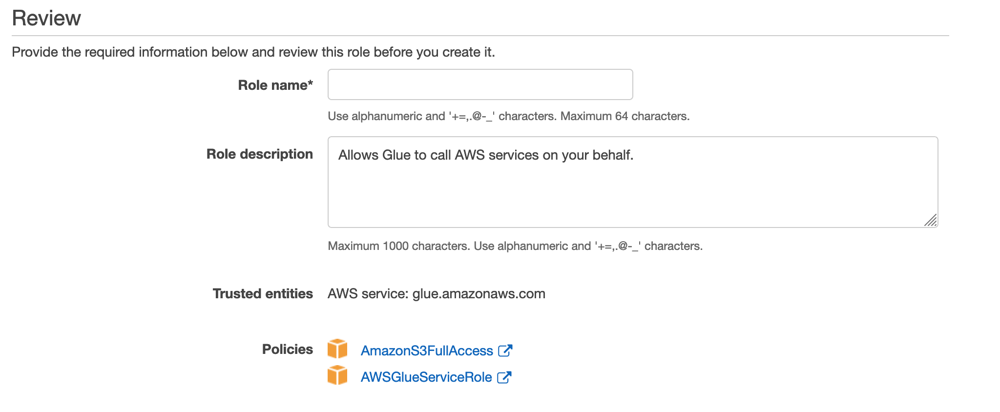 Review
Provide the required information below and review this role before you create it.
Role name*
Use alphanumeric and '+=,.@-_' characters. Maximum 64 characters.
Role description
Allows Glue to call AWS services on your behalf.
Maximum 1000 characters. Use alphanumeric and '+=,.@-_' characters.
Trusted entities AWS service: glue.amazonaws.com
Policies AmazonS3FullAccess
AWSGlueServiceRole